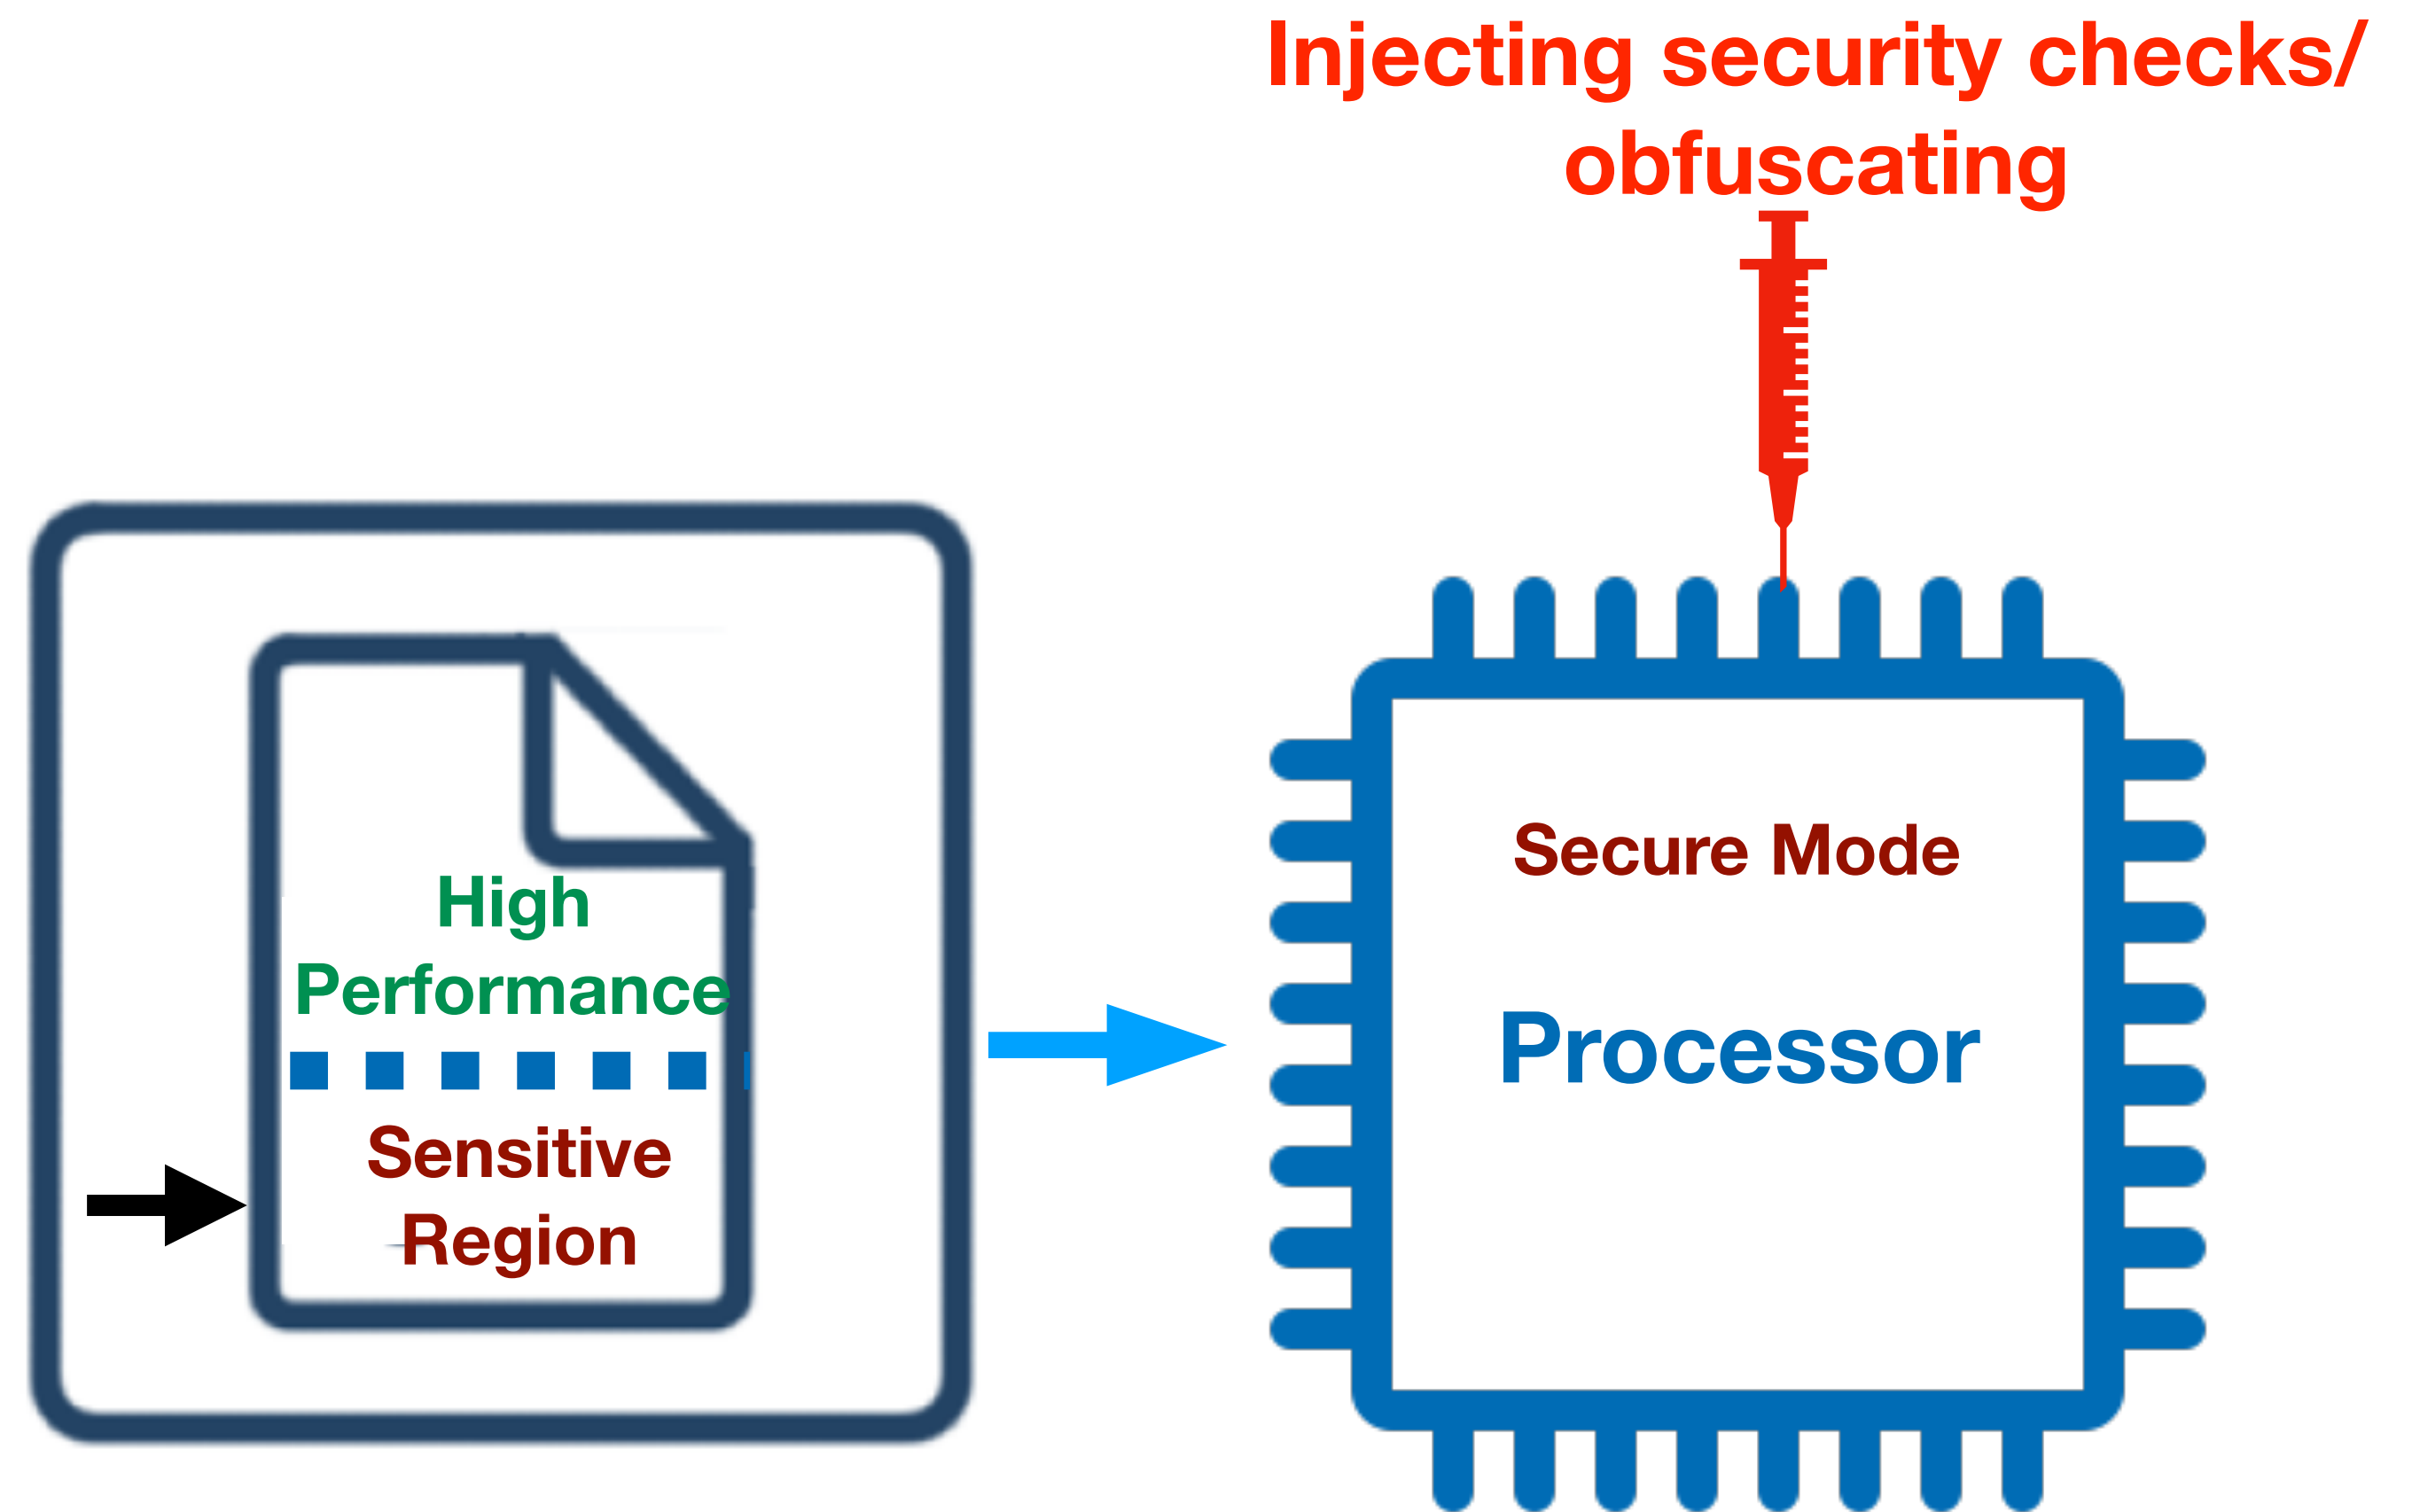 Injecting security checks/
obfuscating
High
Performance
Sensitive
Region
Secure Mode
Processor